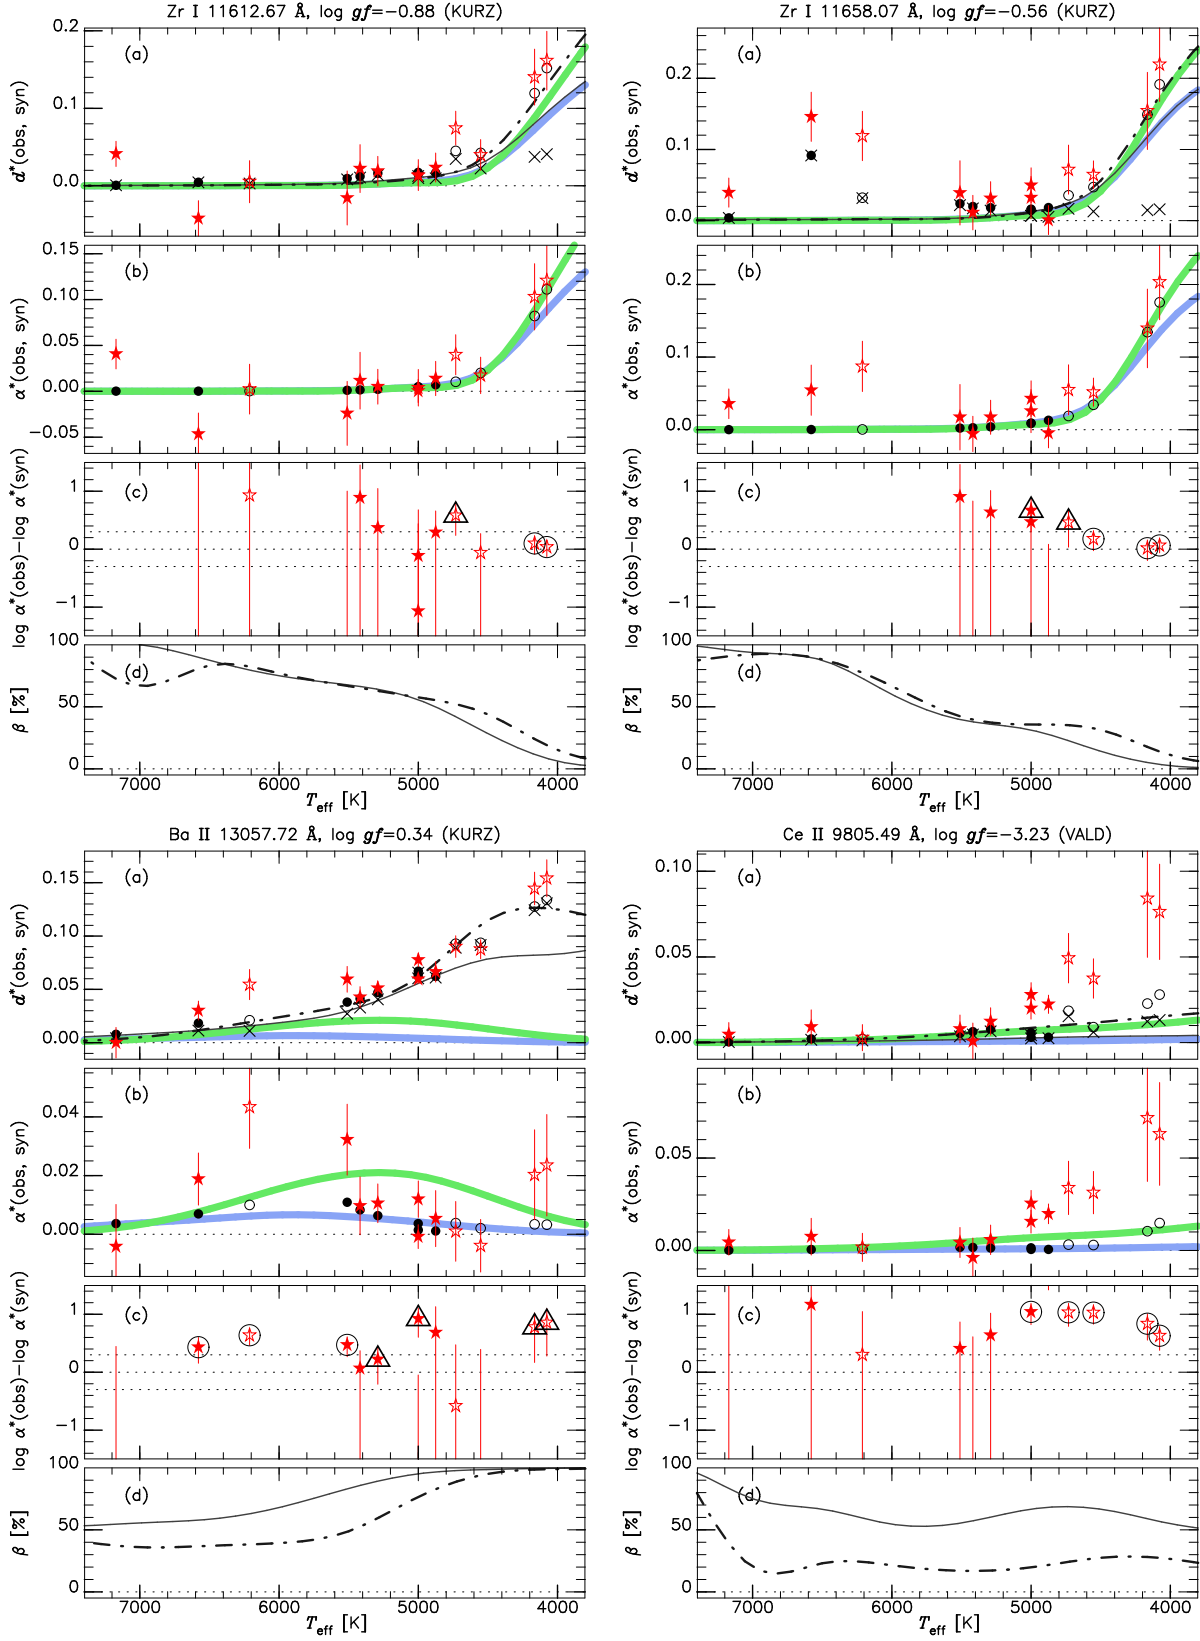 Zr I 11612.67 Å, log gf=−0.88 (KURZ)
(a)
d*(obs, syn)
0.2
0.1
0.0
(b)
α*(obs, syn)
0.15
0.10
0.05
0.00
−0.05
(c)
log α*(obs)−log α*(syn)
1
0
−1
(d)
β [%]
100
50
0
7000 6000 5000 4000
Teff [K]
Zr I 11658.07 Å, log gf=−0.56 (KURZ)
(a)
d*(obs, syn)
0.2
0.1
0.0
(b)
α*(obs, syn)
0.2
0.1
0.0
(c)
log α*(obs)−log α*(syn)
1
0
−1
(d)
β [%]
100
50
0
7000 6000 5000 4000
Teff [K]
Ba II 13057.72 Å, log gf=0.34 (KURZ)
(a)
d*(obs, syn)
0.15
0.10
0.05
0.00
(b)
α*(obs, syn)
0.04
0.02
0.00
(c)
log α*(obs)−log α*(syn)
1
0
−1
(d)
β [%]
100
50
0
7000 6000 5000 4000
Teff [K]
Ce II 9805.49 Å, log gf=−3.23 (VALD)
(a)
d*(obs, syn)
0.10
0.05
0.00
(b)
α*(obs, syn)
0.05
0.00
(c)
log α*(obs)−log α*(syn)
1
0
−1
(d)
β [%]
100
50
0
7000 6000 5000 4000
Teff [K]